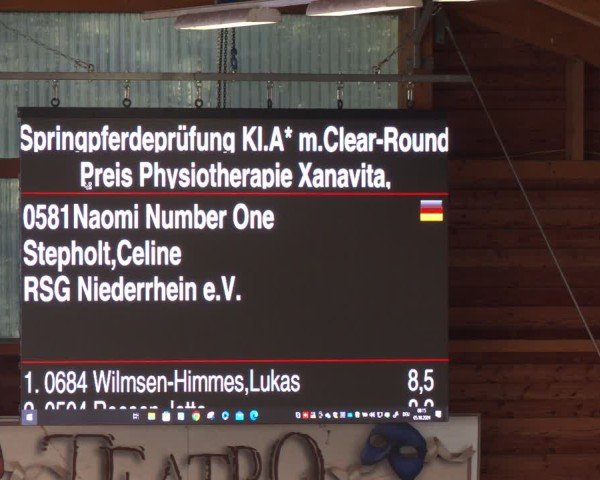 Springpferdeprüfung Kl.A* m.Clear-Round
Preis Physiotherapie Xanavita,
0581 Naomi Number One
Stepholt,Celine
RSG Niederrhein e.V.
1. 0684 Wilmsen-Himmes,Lukas 8,5
TEATRO